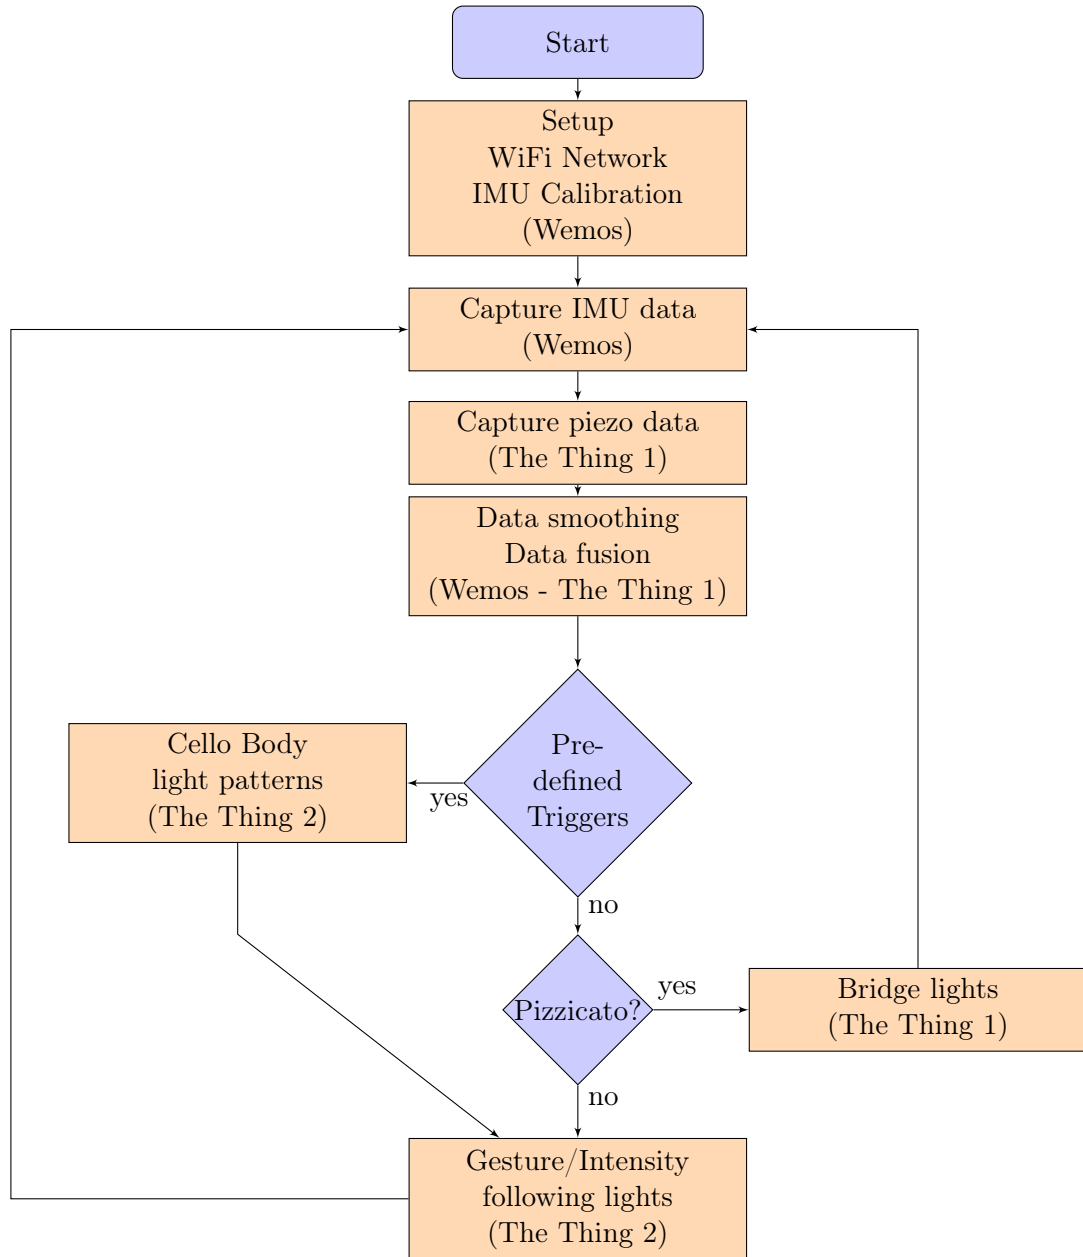 Start
Setup
WiFi Network
IMU Calibration
(Wemos)
Capture IMU data
(Wemos)
Capture piezo data
(The Thing 1)
Data smoothing
Data fusion
(Wemos - The Thing 1)
Pre-
defined
Triggers
yes
Cello Body
light patterns
(The Thing 2)
no
Pizzicato?
yes
Bridge lights
(The Thing 1)
no
Gesture/Intensity
following lights
(The Thing 2)